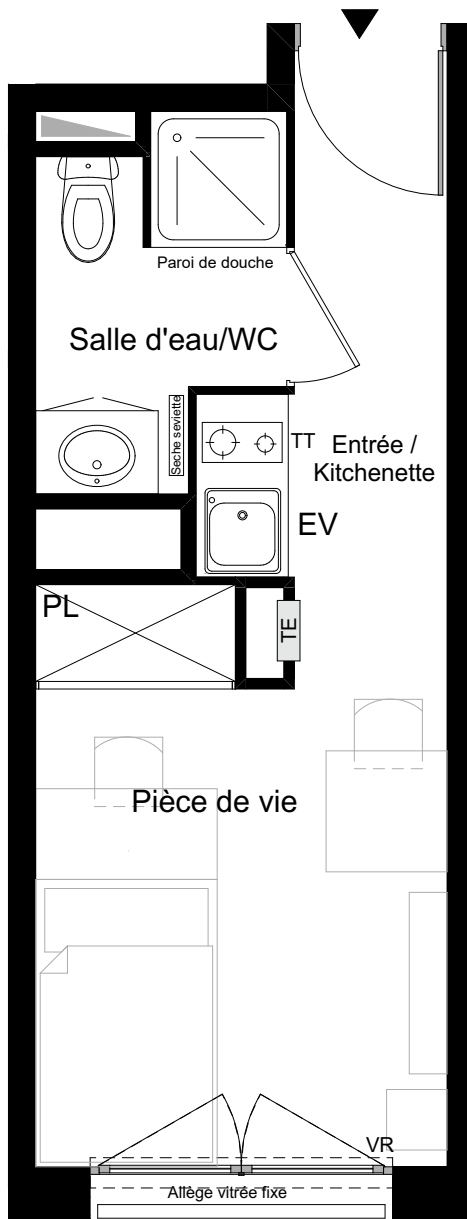 Paroi de douche
Salle d'eau/WC
Seche seviette
TT
Entrée /
Kitchenette
EV
PL
TE
Pièce de vie
VR
Allège vitrée fixe